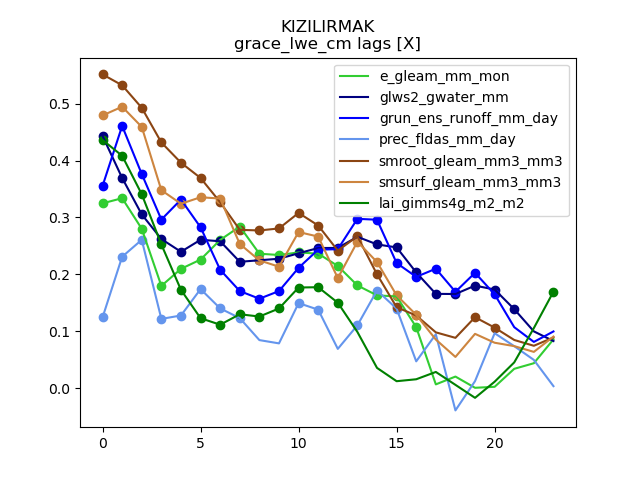 KIZILIRMAK
grace_lwe_cm lags [X]
e_gleam_mm_mon
glws2_gwater_mm
grun_ens_runoff_mm_day
prec_fldas_mm_day
smroot_gleam_mm3_mm3
smsurf_gleam_mm3_mm3
lai_gimms4g_m2_m2
0.5
0.4
0.3
0.2
0.1
0.0
0 5 10 15 20